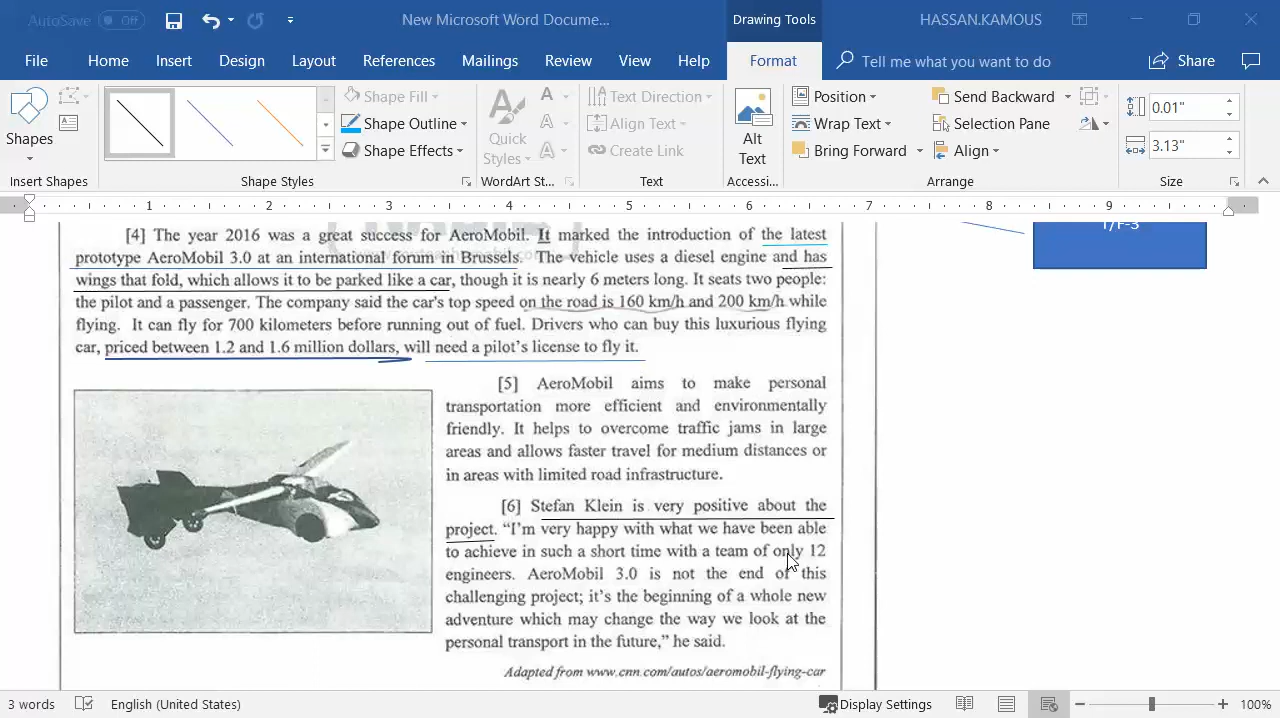 AutoSave Off New Microsoft Word Docume... Drawing Tools HASSAN.KAMOUS
File Home Insert Design Layout References Mailings Review View Help Format Tell me what you want to do Share
Shapes
Insert Shapes
Shape Fill
Shape Outline
Shape Effects
Shape Styles
Quick
Styles
WordArt St...
Text Direction
Align Text
Create Link
Text
Alt
Text
Accessi...
Position
Wrap Text
Bring Forward
Send Backward
Selection Pane
Align
Arrange
0.01"
3.13"
Size
1 2 3 4 5 6 7 8 9
[4] The year 2016 was a great success for AeroMobil. It marked the introduction of the latest
prototype AeroMobil 3.0 at an international forum in Brussels. The vehicle uses a diesel engine and has
wings that fold, which allows it to be parked like a car, though it is nearly 6 meters long. It seats two people:
the pilot and a passenger. The company said the car's top speed on the road is 160 km/h and 200 km/h while
flying. It can fly for 700 kilometers before running out of fuel. Drivers who can buy this luxurious flying
car, priced between 1.2 and 1.6 million dollars, will need a pilot's license to fly it.
[5] AeroMobil aims to make personal
transportation more efficient and environmentally
friendly. It helps to overcome traffic jams in large
areas and allows faster travel for medium distances or
in areas with limited road infrastructure.
[6] Stefan Klein is very positive about the
project. “I'm very happy with what we have been able
to achieve in such a short time with a team of only 12
engineers. AeroMobil 3.0 is not the end of this
challenging project; it's the beginning of a whole new
adventure which may change the way we look at the
personal transport in the future,” he said.
Adapted from www.cnn.com/autos/aeromobil-flying-car
T/F-3
3 words English (United States) Display Settings 100%